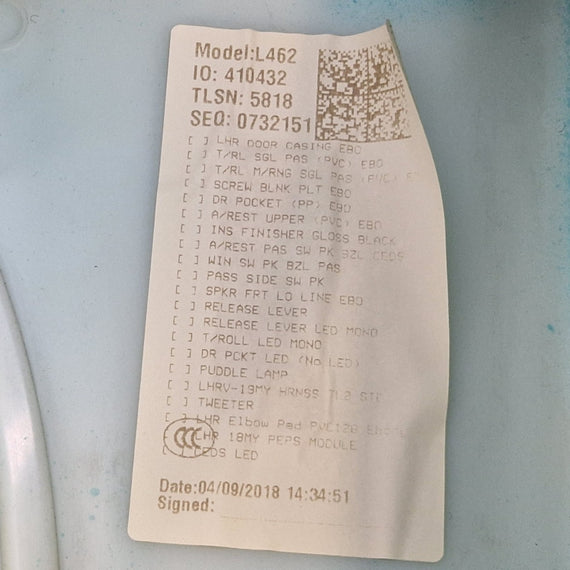 Model:L462
IO: 410432
TLSN: 5818
SEQ: 0732151
[ ] LHR DOOR CASING EBO
[ ] T/RL SGL PAS (PVC) EBO
[ ] T/RL M/RNG SGL PAS (PVC)
[ ] SCREW BLNK PLT EBO
[ ] DR POCKET (PP) EBO
[ ] A/REST UPPER (PVC) EBO
[ ] INS FINISHER GLOSS BLACK
[ ] A/REST PAS SW PK BZL CEDS
[ ] WIN SW PK BZL PAS
[ ] PASS SIDE SW PK
[ ] SPKR FRT LO LINE EBO
[ ] RELEASE LEVER
[ ] RELEASE LEVER LED MONO
[ ] T/ROLL LED MONO
[ ] DR PCKT LED (No LED)
[ ] PUDDLE LAMP
[ ] LHRV-19MY HRNSS
[ ] TWEETER
[ ] LHR Elbow Pad
[ ] LHR 18MY PEPS MODULE
[ ] CEDS LED
Date:04/09/2018 14:34:51
Signed: